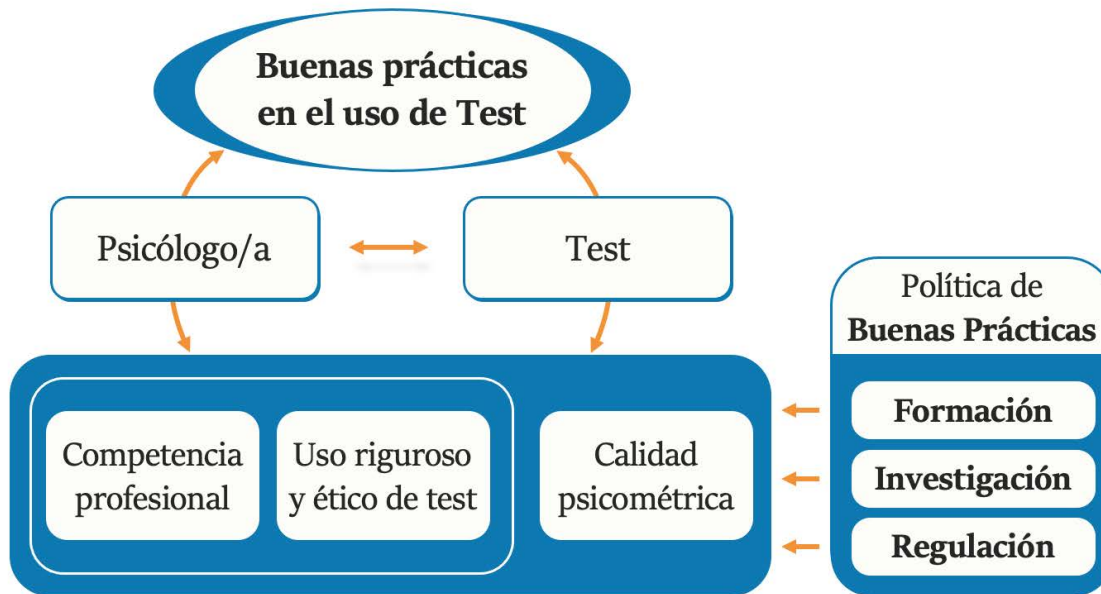 Buenas prácticas
en el uso de Test
Psicólogo/a
Test
Política de
Buenas Prácticas
Competencia
profesional
Uso riguroso
y ético de test
Calidad
psicométrica
Formación
Investigación
Regulación